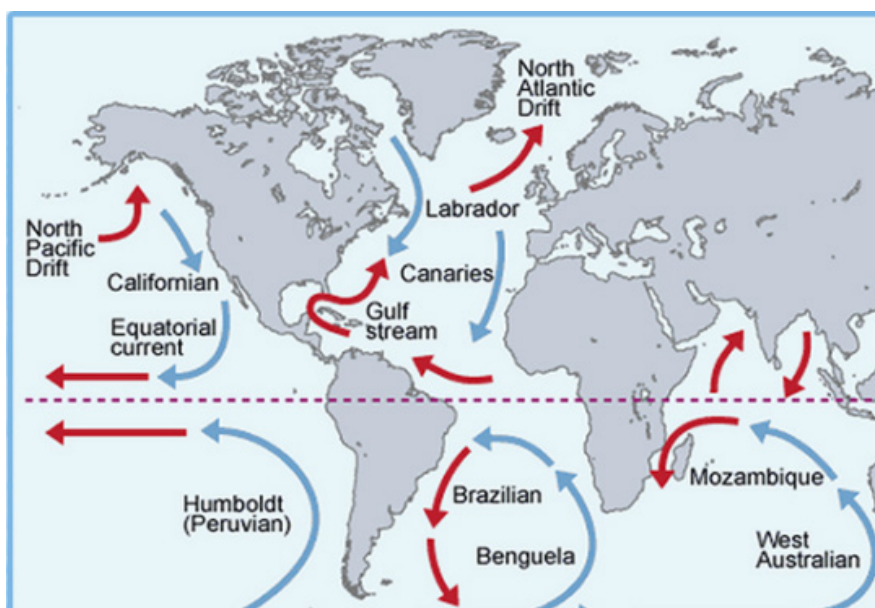 North
Atlantic
Drift
Labrador
North
Pacific
Drift
Californian
Canaries
Equatorial
current
Gulf
stream
Humboldt
(Peruvian)
Brazilian
Benguela
Mozambique
West
Australian